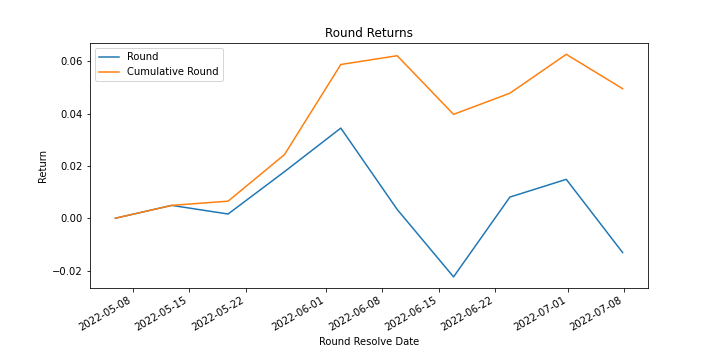 Round Returns
Round
Cumulative Round
0.06
0.04
0.02
0.00
−0.02
Return
2022-05-08
2022-05-15
2022-05-22
2022-06-01
2022-06-08
2022-06-15
2022-06-22
2022-07-01
2022-07-08
Round Resolve Date